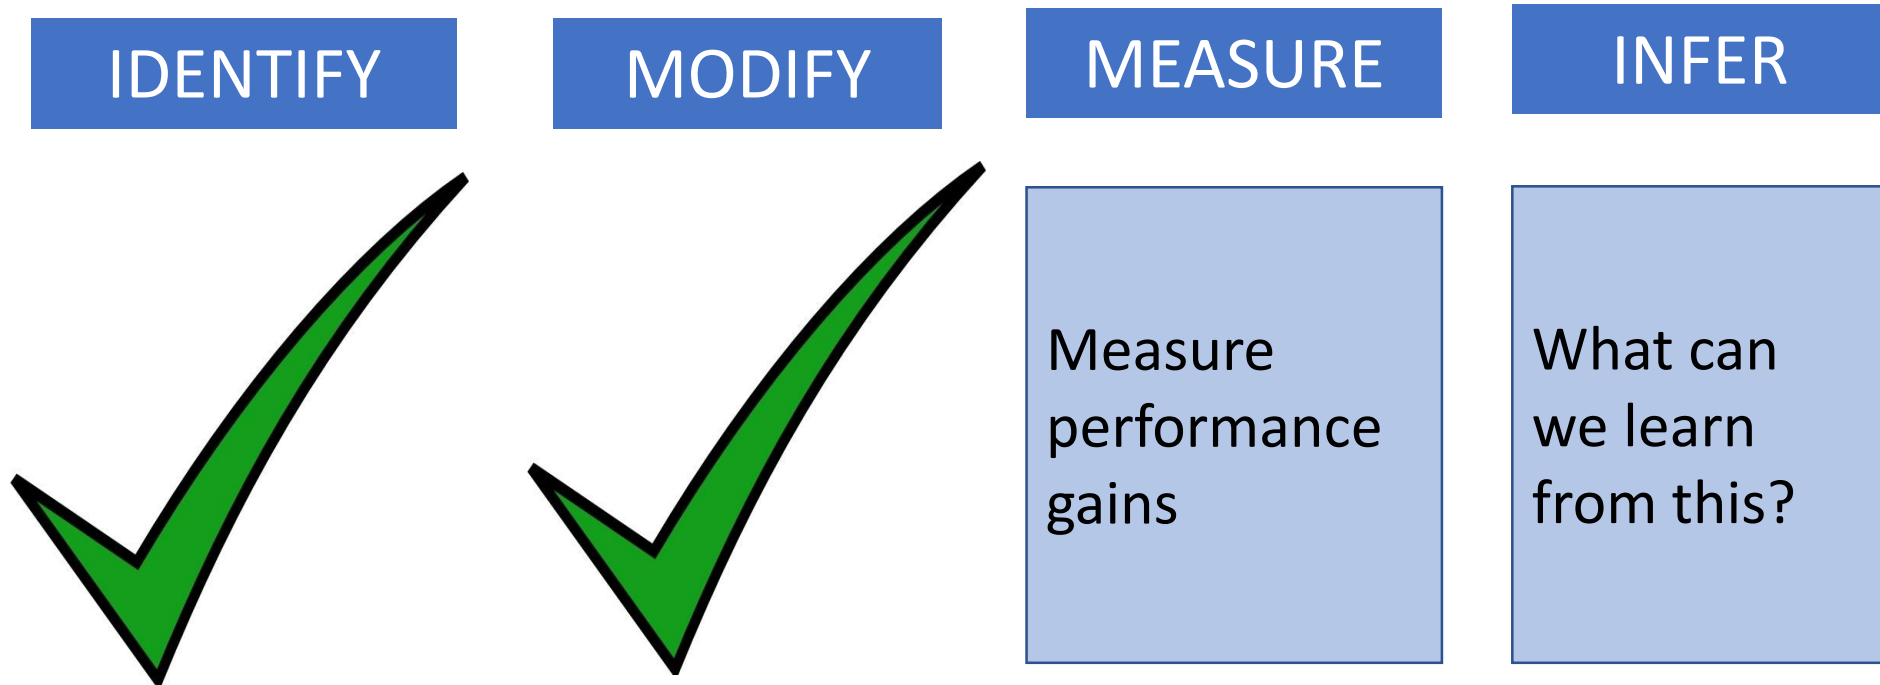 IDENTIFY
MODIFY
MEASURE
INFER
Measure
performance
gains
What can
we learn
from this?